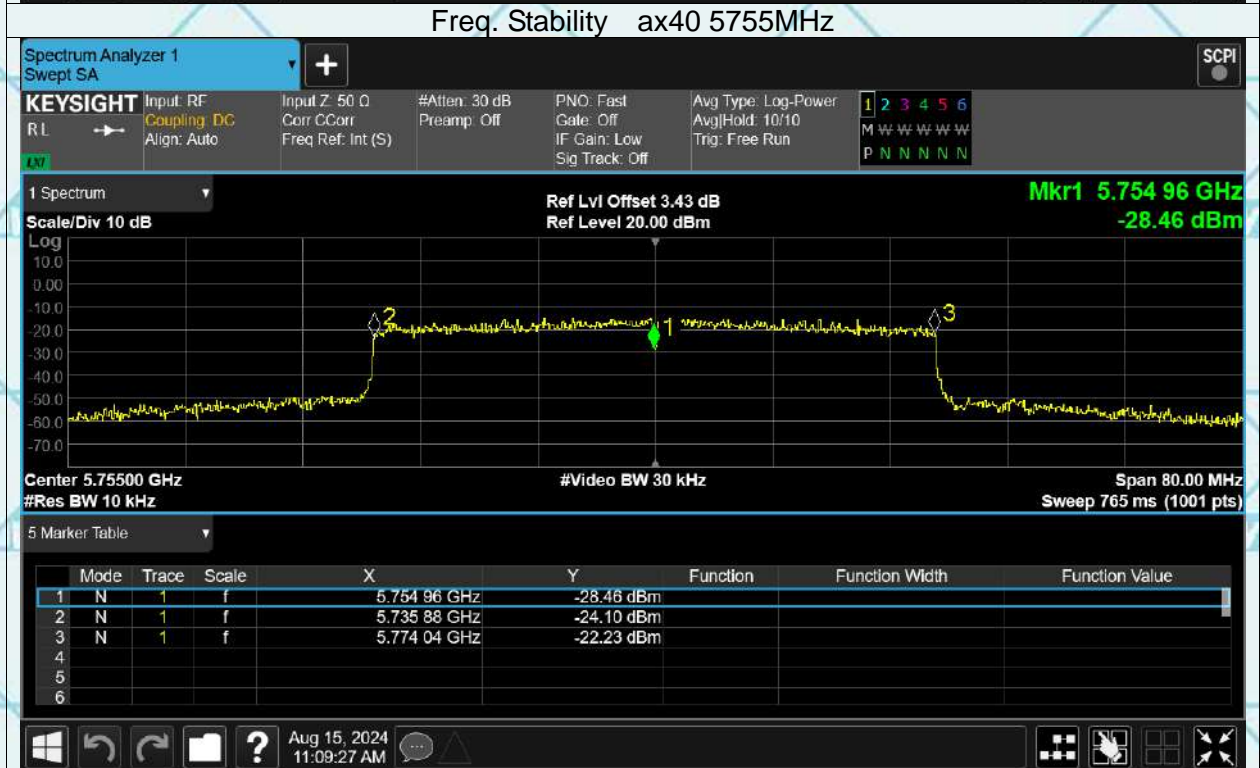 Freq. Stability ax40 5755MHz
Spectrum Analyzer 1
Swept SA
+
SCPI
KEYSIGHT
RL
LXI
Input: RF
Coupling: DC
Align: Auto
Input Z: 50 Ω
Corr CCorr
Freq Ref: Int (S)
#Atten: 30 dB
Preamp: Off
PNO: Fast
Gate: Off
IF Gain: Low
Sig Track: Off
Avg Type: Log-Power
Avg|Hold: 10/10
Trig: Free Run
1 2 3 4 5 6
M W W W W W
P N N N N N
1 Spectrum
Scale/Div 10 dB
Ref Lvl Offset 3.43 dB
Ref Level 20.00 dBm
Mkr1 5.754 96 GHz
-28.46 dBm
Log
10.0
0.00
-10.0
-20.0
-30.0
-40.0
-50.0
-60.0
-70.0
2
1
3
Center 5.75500 GHz
#Video BW 30 kHz
Span 80.00 MHz
#Res BW 10 kHz
Sweep 765 ms (1001 pts)
5 Marker Table
Mode Trace Scale X Y Function Function Width Function Value
1 N 1 f 5.754 96 GHz -28.46 dBm
2 N 1 f 5.735 88 GHz -24.10 dBm
3 N 1 f 5.774 04 GHz -22.23 dBm
4
5
6
?
Aug 15, 2024
11:09:27 AM